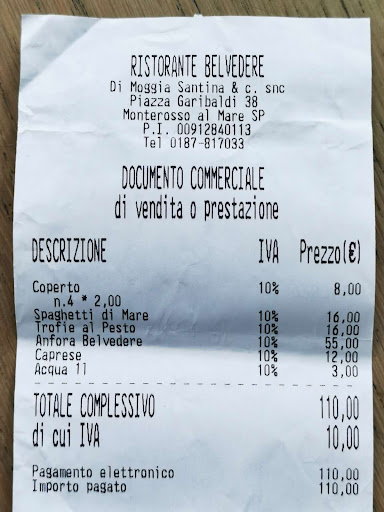 RISTORANTE BELVEDERE
Di Moggia Santina & c. snc
Piazza Garibaldi 38
Monterosso al Mare SP
P.I. 00912840113
Tel 0187-817033
DOCUMENTO COMMERCIALE
di vendita o prestazione
DESCRIZIONE IVA Prezzo(€)
Coperto 10% 8,00
n.4 * 2,00
Spaghetti di Mare 10% 16,00
Trofie al Pesto 10% 16,00
Anfora Belvedere 10% 55,00
Caprese 10% 12,00
Acqua 1l 10% 3,00
TOTALE COMPLESSIVO 110,00
di cui IVA 10,00
Pagamento elettronico 110,00
Importo pagato 110,00